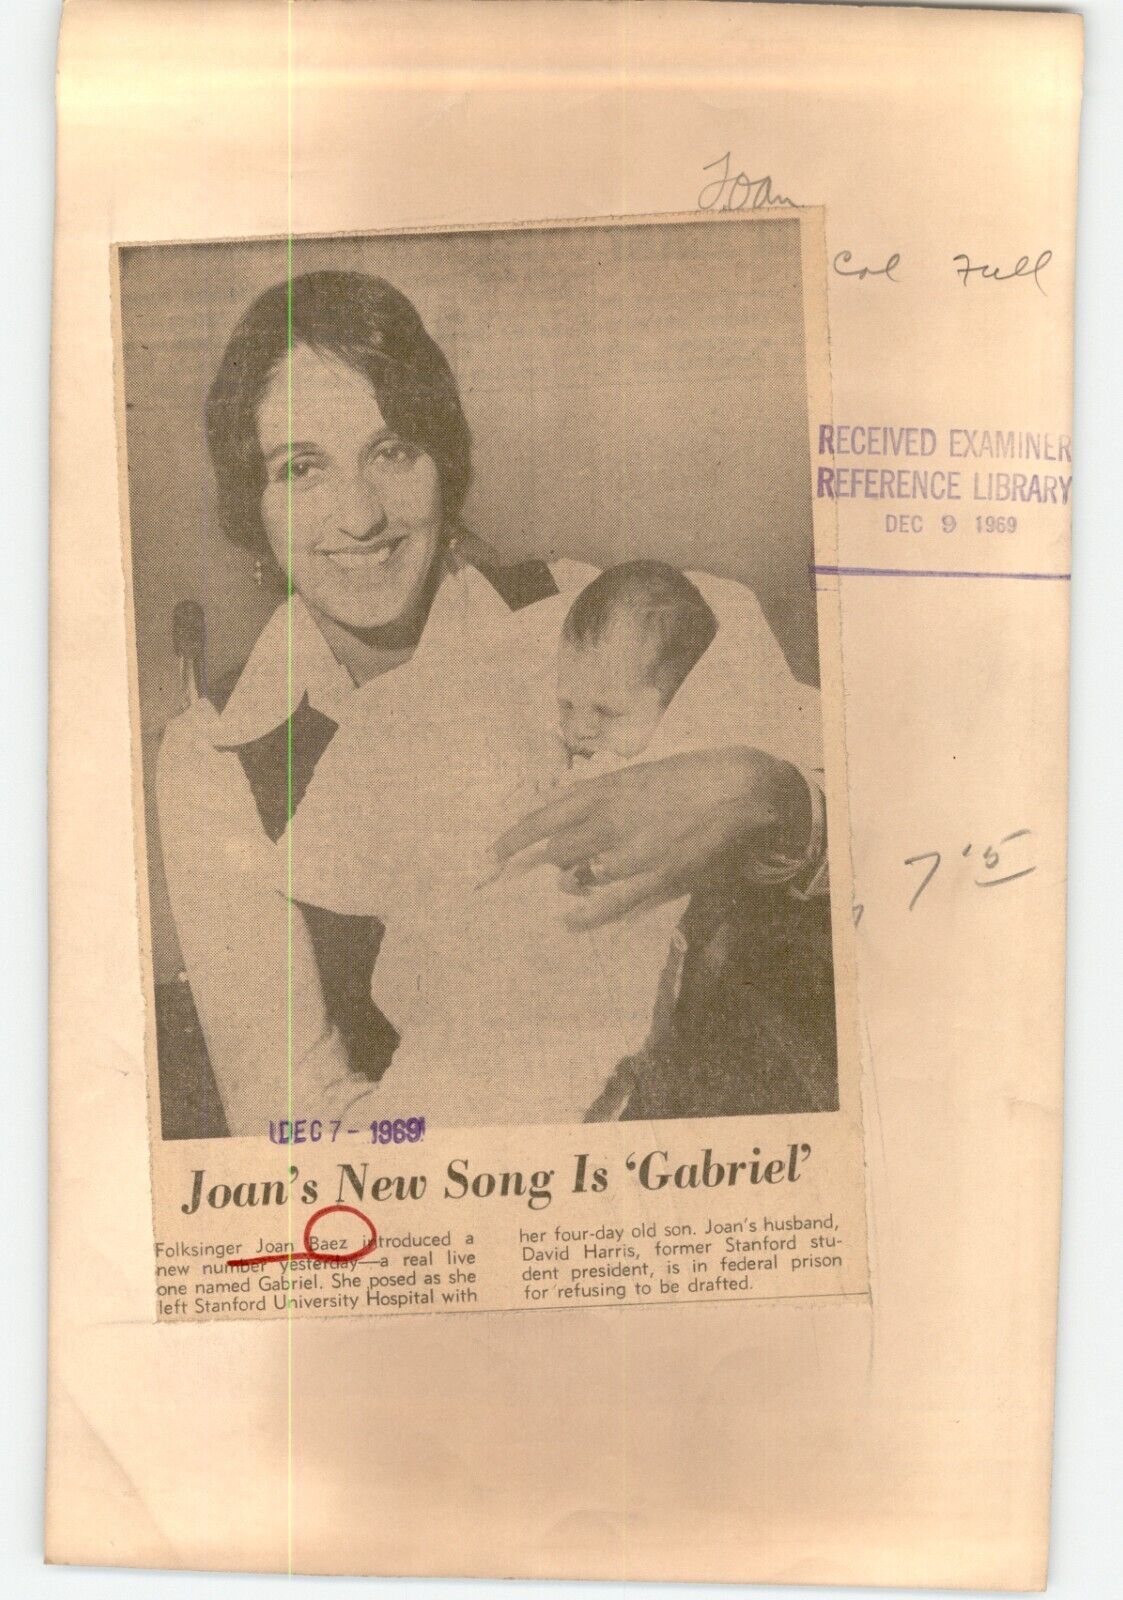 Joan
Col Full
RECEIVED EXAMINER
REFERENCE LIBRARY
DEC 9 1969
7'5
DEC 7 - 1969
Joan's New Song Is 'Gabriel'
Folksinger Joan Baez introduced a
new number yesterday—a real live
one named Gabriel. She posed as she
left Stanford University Hospital with
her four-day old son. Joan's husband,
David Harris, former Stanford stu-
dent president, is in federal prison
for refusing to be drafted.